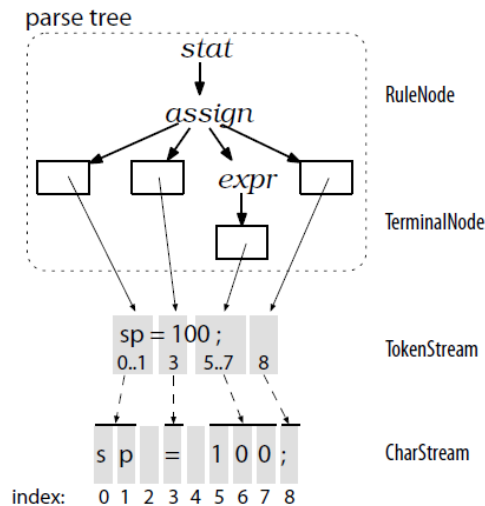 parse tree
stat
assign
RuleNode
expr
TerminalNode
sp = 100 ;
0..1 3 5..7 8
TokenStream
s p = 1 0 0 ;
CharStream
index: 0 1 2 3 4 5 6 7 8